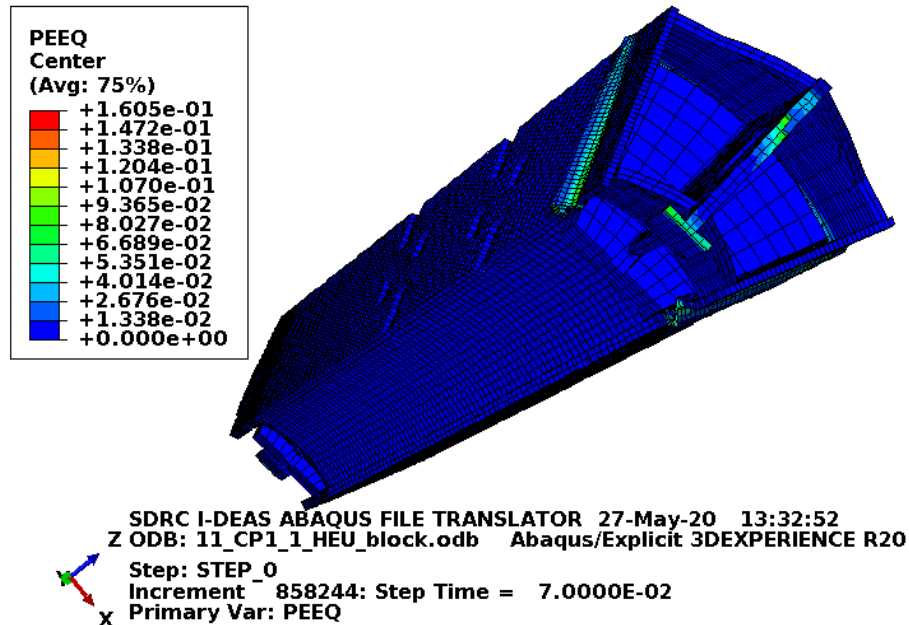 PEEQ
Center
(Avg: 75%)
+1.605e-01
+1.472e-01
+1.338e-01
+1.204e-01
+1.070e-01
+9.365e-02
+8.027e-02
+6.689e-02
+5.351e-02
+4.014e-02
+2.676e-02
+1.338e-02
+0.000e+00
SDRC I-DEAS ABAQUS FILE TRANSLATOR 27-May-20 13:32:52
Z ODB: 11_CP1_1_HEU_block.odb Abaqus/Explicit 3DEXPERIENCE R20
Y
Step: STEP_0
Increment 858244: Step Time = 7.0000E-02
X Primary Var: PEEQ